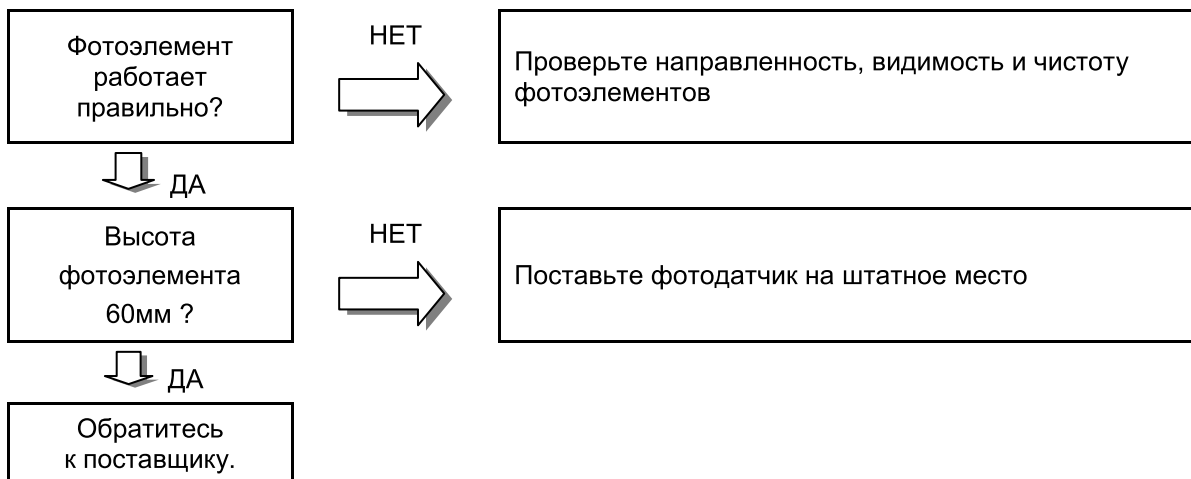 Фотоэлемент
работает
правильно?
НЕТ
Проверьте направленность, видимость и чистоту
фотоэлементов
ДА
Высота
фотоэлемента
60мм ?
НЕТ
Поставьте фотодатчик на штатное место
ДА
Обратитесь
к поставщику.